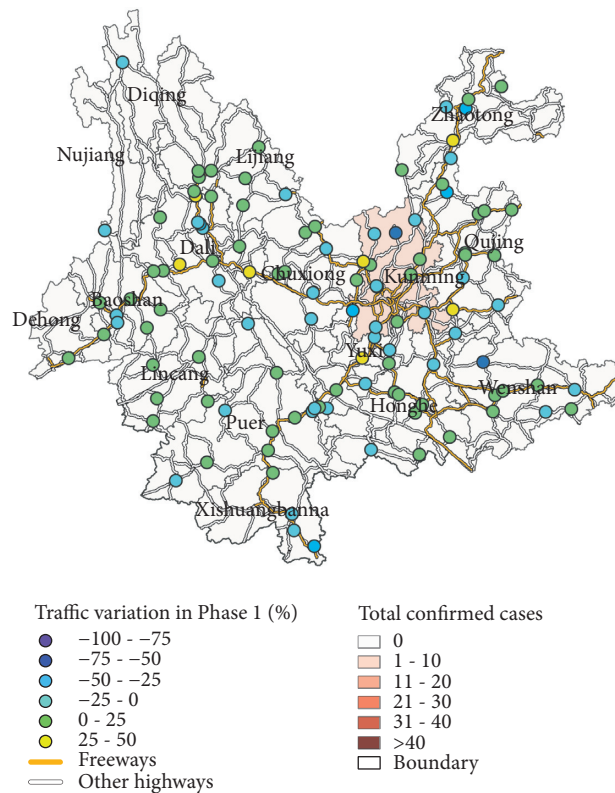 Diqing
Zhaotong
Nujiang
Lijiang
Dali
Qujing
Chuxiong
Kunming
Baoshan
Dehong
Yuxi
Lincang
Wenshan
Honghe
Puer
Xishuangbanna
Traffic variation in Phase 1 (%)
−100 - −75
−75 - −50
−50 - −25
−25 - 0
0 - 25
25 - 50
Freeways
Other highways
Total confirmed cases
0
1 - 10
11 - 20
21 - 30
31 - 40
>40
Boundary